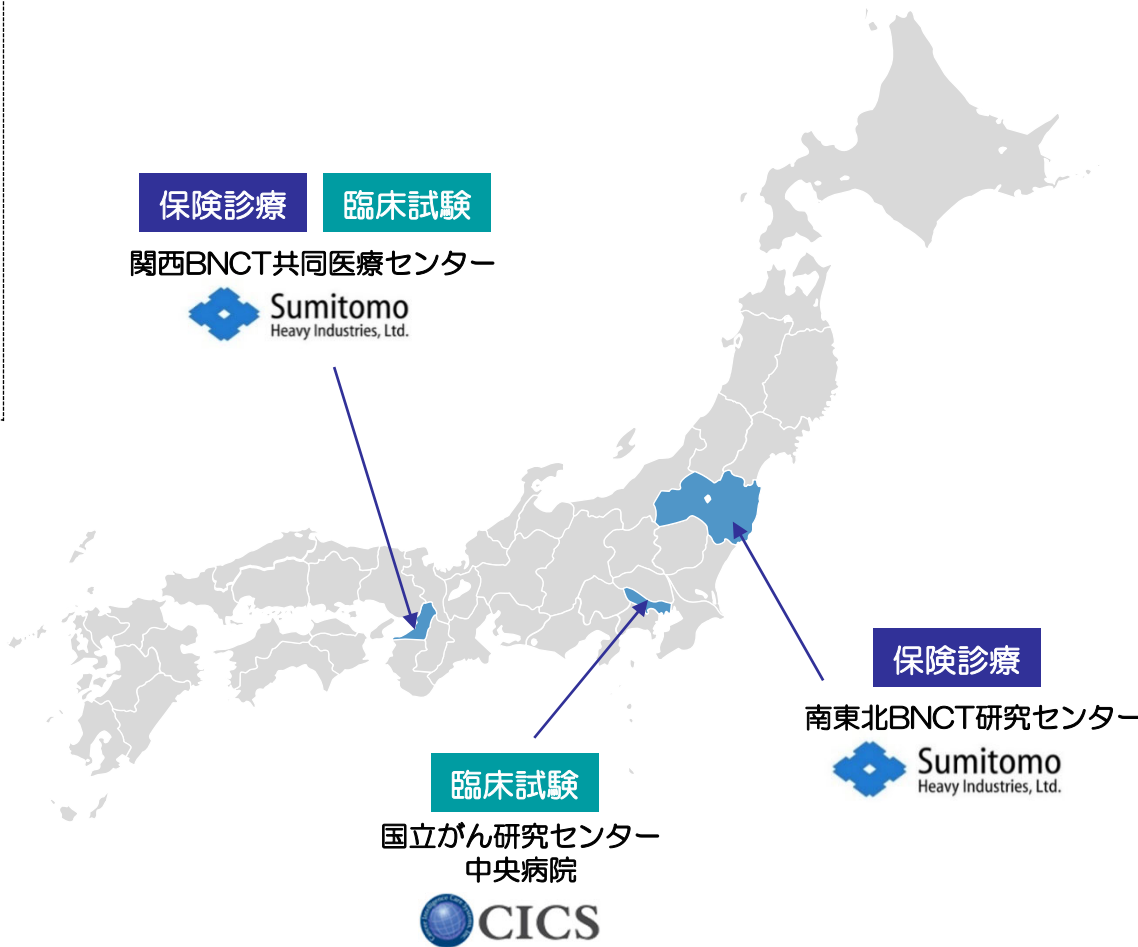 保険診療 臨床試験
関西BNCT共同医療センター
Sumitomo
Heavy Industries, Ltd.
保険診療
南東北BNCT研究センター
Sumitomo
Heavy Industries, Ltd.
臨床試験
国立がん研究センター
中央病院
CICS